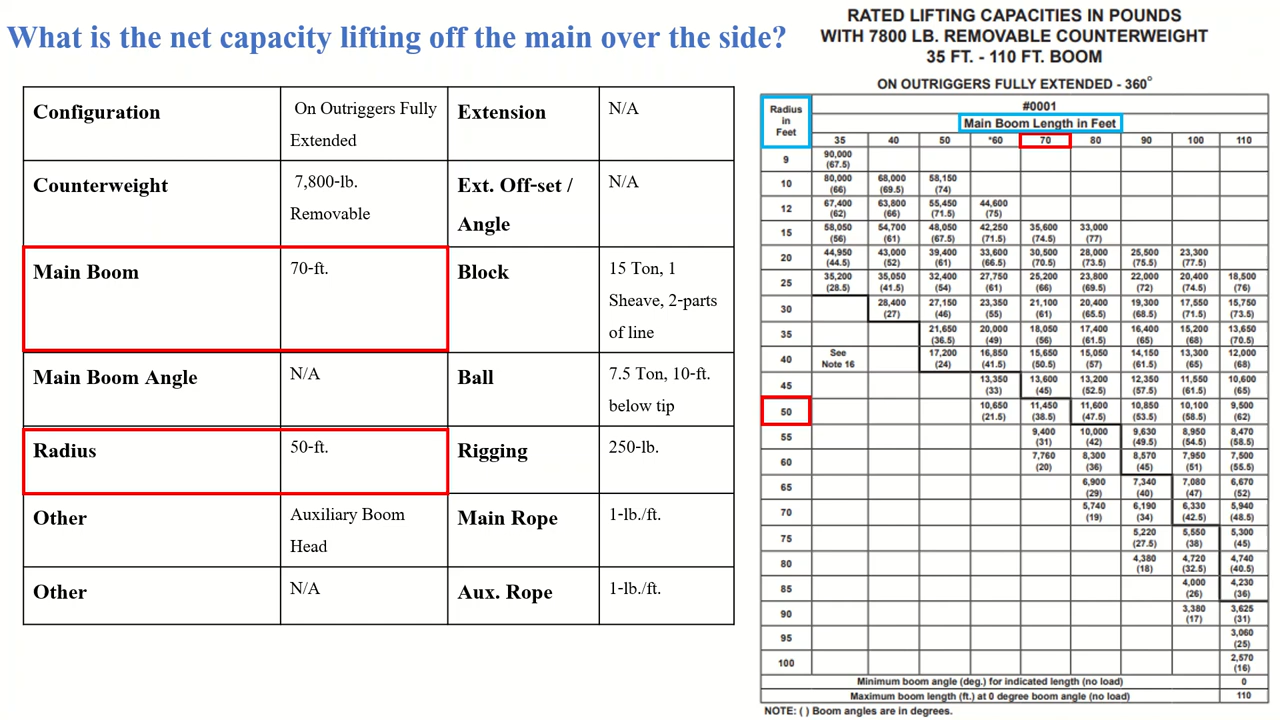 What is the net capacity lifting off the main over the side?
Configuration
On Outriggers Fully
Extended
Extension
N/A
Counterweight
7,800-lb.
Removable
Ext. Off-set /
Angle
N/A
Main Boom
70-ft.
Block
15 Ton, 1
Sheave, 2-parts
of line
Main Boom Angle
N/A
Ball
7.5 Ton, 10-ft.
below tip
Radius
50-ft.
Rigging
250-lb.
Other
Auxiliary Boom
Head
Main Rope
1-lb./ft.
Other
N/A
Aux. Rope
1-lb./ft.
RATED LIFTING CAPACITIES IN POUNDS
WITH 7800 LB. REMOVABLE COUNTERWEIGHT
35 FT. - 110 FT. BOOM
ON OUTRIGGERS FULLY EXTENDED - 360°
Radius
in
Feet
#0001
Main Boom Length in Feet
35 40 50 *60 70 80 90 100 110
9 90,000
(67.5)
10 80,000 68,000 58,150
(66) (69.5) (74)
12 67,400 63,800 55,450 44,600
(62) (66) (71.5) (75)
15 58,050 54,700 48,050 42,250 35,600 33,000
(56) (61) (67.5) (71.5) (74.5) (77)
20 44,950 43,000 39,400 33,600 30,500 28,000 25,500 23,300
(44.5) (52) (61) (66.5) (70.5) (73.5) (75.5) (77.5)
25 35,200 35,050 32,400 27,750 25,200 23,800 22,000 20,400 18,500
(28.5) (41.5) (54) (61) (66) (69.5) (72) (74.5) (76)
30 28,400 27,150 23,350 21,100 20,400 19,300 17,550 15,750
(27) (46) (55) (61) (65.5) (68.5) (71.5) (73.5)
35 21,650 20,000 18,050 17,400 16,400 15,200 13,650
(36.5) (49) (56) (61.5) (65) (68) (70.5)
40 See 17,200 16,850 15,650 15,050 14,150 13,300 12,000
Note 16 (24) (41.5) (50.5) (57) (61.5) (65) (68)
45 13,350 13,600 13,200 12,350 11,550 10,600
(33) (45) (52.5) (57.5) (61.5) (65)
50 10,650 11,450 11,600 10,850 10,100 9,500
(21.5) (38.5) (47.5) (53.5) (58.5) (62)
55 9,400 10,000 9,630 8,950 8,470
(31) (42) (49.5) (54.5) (58.5)
60 7,760 8,300 8,570 7,950 7,500
(20) (36) (45) (51) (55.5)
65 6,900 7,340 7,080 6,670
(29) (40) (47) (52)
70 5,740 6,190 6,330 5,940
(19) (34) (42.5) (48.5)
75 5,220 5,550 5,300
(27.5) (38) (45)
80 4,380 4,720 4,740
(18) (32.5) (40.5)
85 4,000 4,230
(26) (36)
90 3,380 3,625
(17) (31)
95 3,060
(25)
100 2,570
(16)
Minimum boom angle (deg.) for indicated length (no load) 0
Maximum boom length (ft.) at 0 degree boom angle (no load) 110
NOTE: ( ) Boom angles are in degrees.